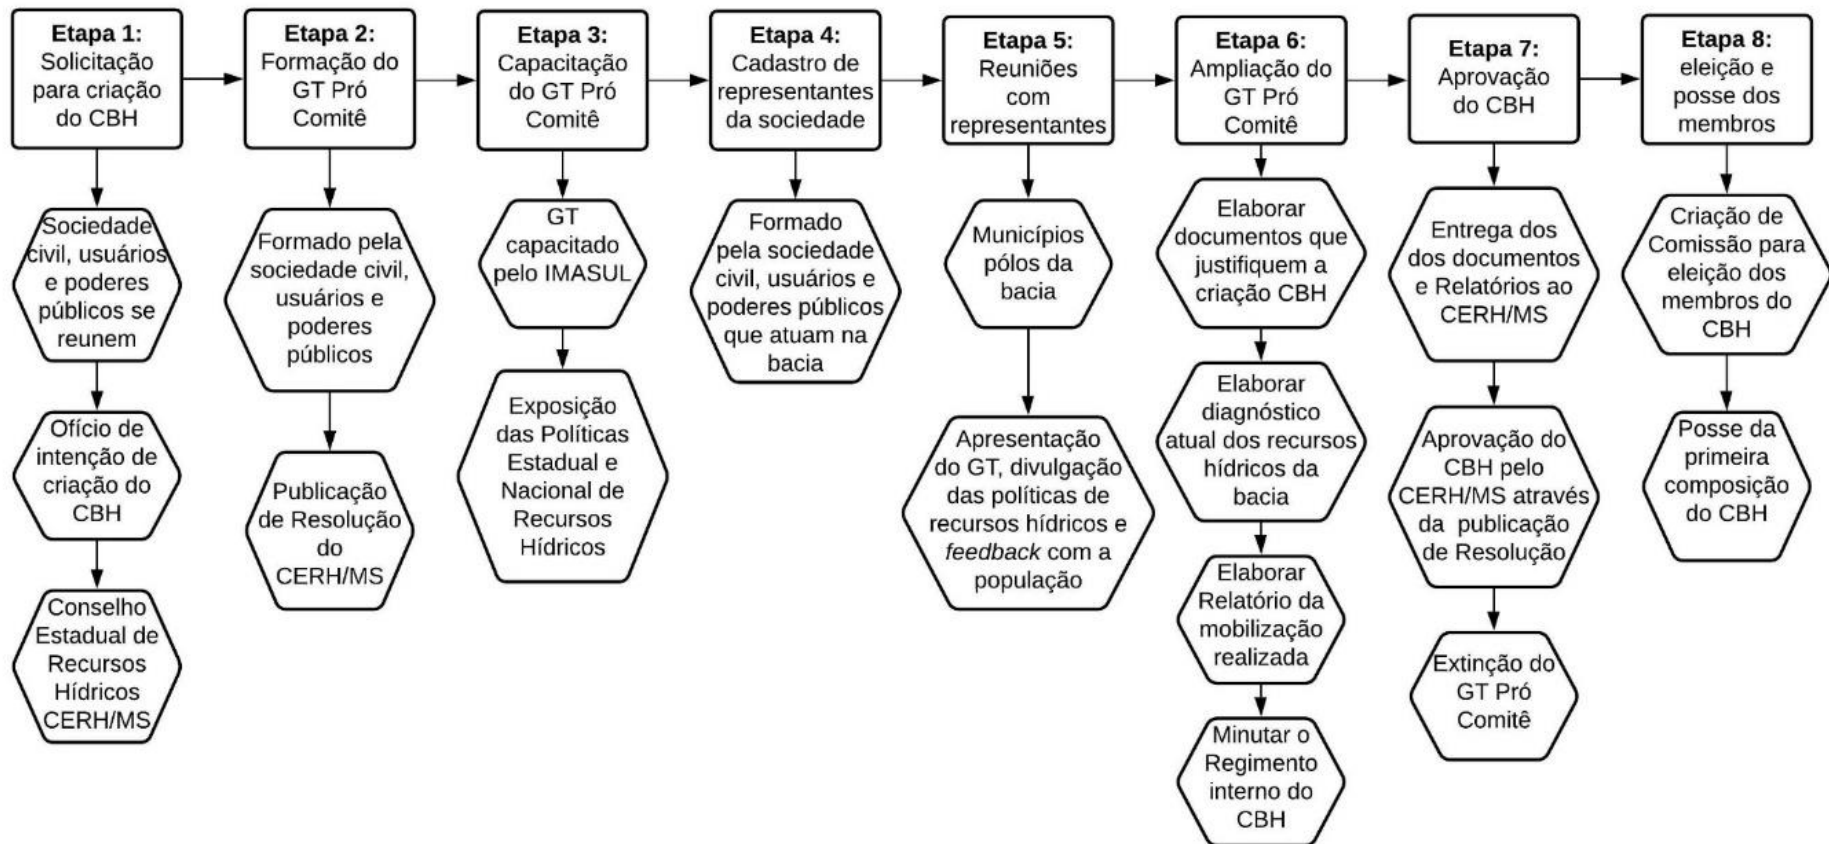 Etapa 1:
Solicitação
para criação
do CBH
Etapa 2:
Formação do
GT Pró
Comitê
Etapa 3:
Capacitação
do GT Pró
Comitê
Etapa 4:
Cadastro de
representantes
da sociedade
Etapa 5:
Reuniões
com
representantes
Etapa 6:
Ampliação do
GT Pró
Comitê
Etapa 7:
Aprovação
do CBH
Etapa 8:
eleição e
posse dos
membros
Sociedade
civil, usuários
e poderes
públicos se
reunem
Ofício de
intenção de
criação do
CBH
Conselho
Estadual de
Recursos
Hídricos
CERH/MS
Formado pela
sociedade civil,
usuários e
poderes
públicos
Publicação
de Resolução
do
CERH/MS
GT
capacitado
pelo IMASUL
Exposição
das Políticas
Estadual e
Nacional de
Recursos
Hídricos
Formado
pela sociedade
civil, usuários e
poderes públicos
que atuam na
bacia
Municípios
pólos da
bacia
Apresentação
do GT, divulgação
das políticas de
recursos hídricos e
feedback com a
população
Elaborar
documentos que
justifiquem a
criação CBH
Elaborar
diagnóstico
atual dos recursos
hídricos da
bacia
Elaborar
Relatório da
mobilização
realizada
Minutar o
Regimento
interno do
CBH
Entrega dos
dos documentos
e Relatórios ao
CERH/MS
Aprovação do
CBH pelo
CERH/MS através
da publicação
de Resolução
Extinção do
GT Pró
Comitê
Criação de
Comissão para
eleição dos
membros do
CBH
Posse da
primeira
composição
do CBH